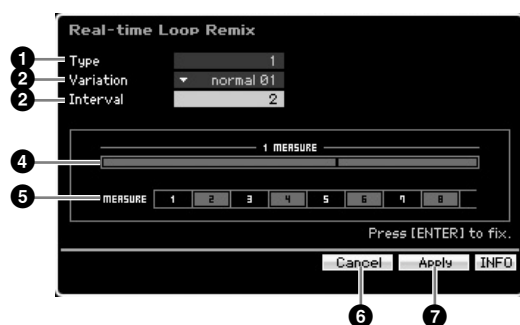 Real-time Loop Remix
1 Type 1
2 Variation normal 01
2 Interval 2
1 MEASURE
4
5 MEASURE 1 2 3 4 5 6 7 8
Press [ENTER] to fix.
Cancel Apply INFO
6 7